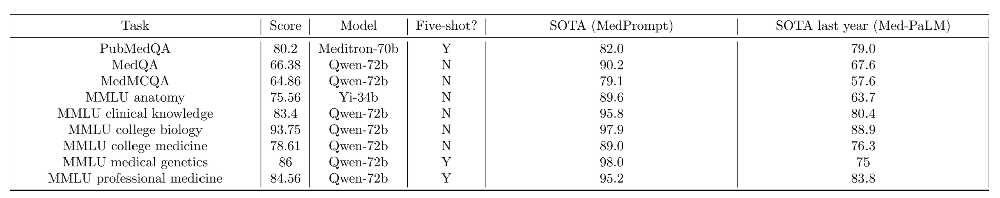 Task Score Model Five-shot? SOTA (MedPrompt) SOTA last year (Med-PaLM)
PubMedQA 80.2 Meditron-70b Y 82.0 79.0
MedQA 66.38 Qwen-72b N 90.2 67.6
MedMCQA 64.86 Qwen-72b N 79.1 57.6
MMLU anatomy 75.56 Yi-34b N 89.6 63.7
MMLU clinical knowledge 83.4 Qwen-72b N 95.8 80.4
MMLU college biology 93.75 Qwen-72b N 97.9 88.9
MMLU college medicine 78.61 Qwen-72b N 89.0 76.3
MMLU medical genetics 86 Qwen-72b Y 98.0 75
MMLU professional medicine 84.56 Qwen-72b Y 95.2 83.8